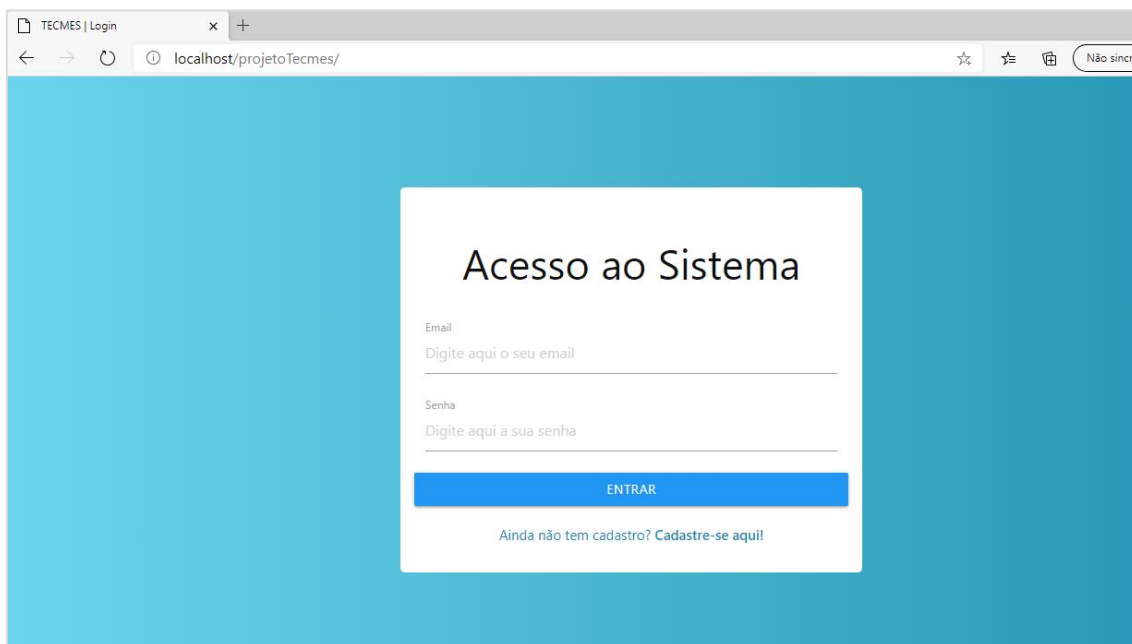 TECMES | Login
localhost/projetoTecmes/
Não sincr
Acesso ao Sistema
Email
Digite aqui o seu email
Senha
Digite aqui a sua senha
ENTRAR
Ainda não tem cadastro? Cadastre-se aqui!